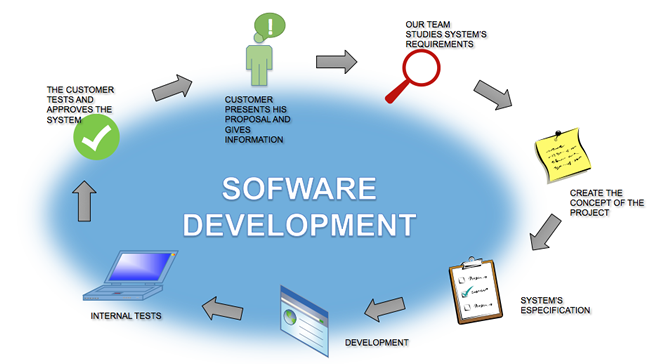 OUR TEAM
STUDIES SYSTEM'S
REQUIREMENTS
THE CUSTOMER
TESTS AND
APPROVES THE
SYSTEM
CUSTOMER
PRESENTS HIS
PROPOSAL AND
GIVES
INFORMATION
SOFWARE
DEVELOPMENT
CREATE THE
CONCEPT OF THE
PROJECT
SYSTEM'S
ESPECIFICATION
INTERNAL TESTS
DEVELOPMENT